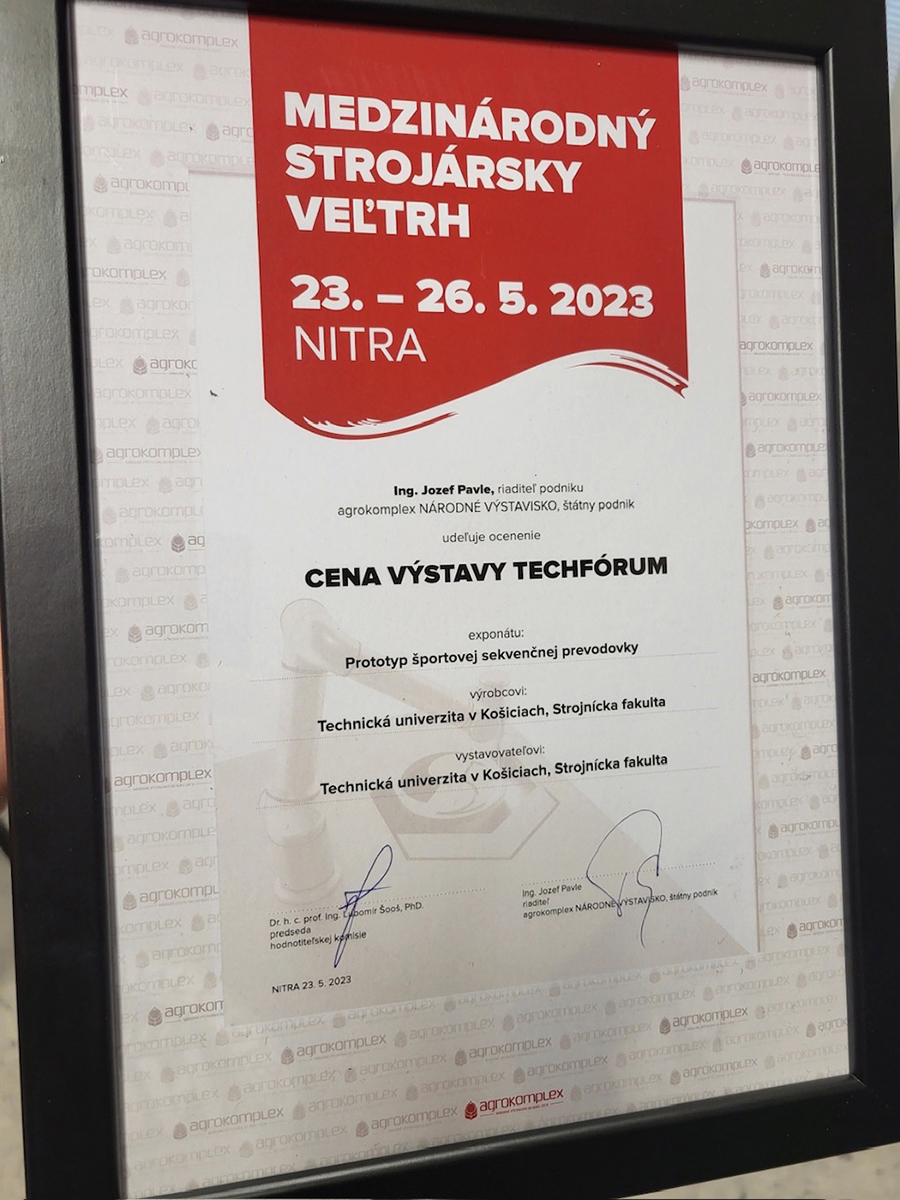 MEDZINÁRODNÝ
STROJÁRSKY
VEĽTRH
23. – 26. 5. 2023
NITRA
Ing. Jozef Pavle, riaditeľ podniku
agrokomplex NÁRODNÉ VÝSTAVISKO, štátny podnik
udeľuje ocenenie
CENA VÝSTAVY TECHFÓRUM
exponátu:
Prototyp športovej sekvenčnej prevodovky
výrobcovi:
Technická univerzita v Košiciach, Strojnícka fakulta
vystavovateľovi:
Technická univerzita v Košiciach, Strojnícka fakulta
Dr. h. c. prof. Ing. Ľubomír Šooš, PhD.
predseda
hodnotiteľskej komisie
Ing. Jozef Pavle
riaditeľ
agrokomplex NÁRODNÉ VÝSTAVISKO, štátny podnik
NITRA 23. 5. 2023
agrokomplex